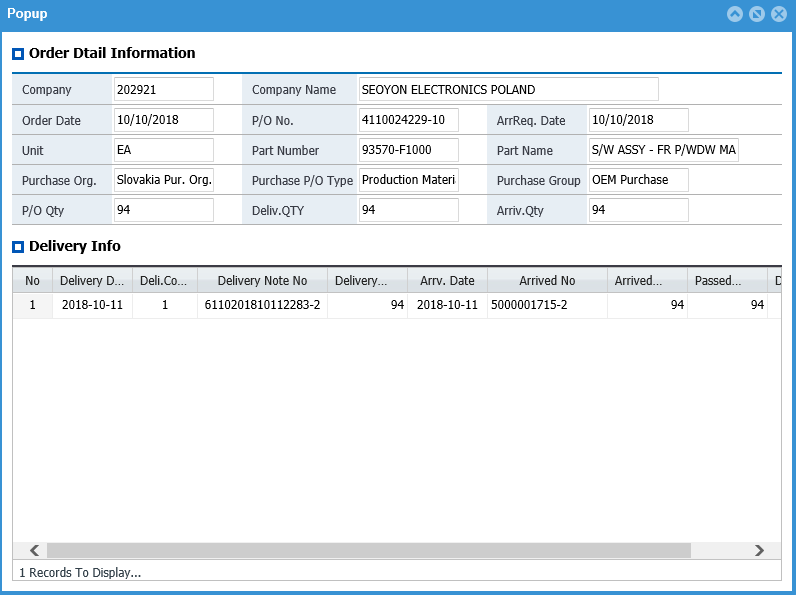 Popup
Order Dtail Information
Company 202921 Company Name SEOYON ELECTRONICS POLAND
Order Date 10/10/2018 P/O No. 4110024229-10 ArrReq. Date 10/10/2018
Unit EA Part Number 93570-F1000 Part Name S/W ASSY - FR P/WDW MA
Purchase Org. Slovakia Pur. Org. Purchase P/O Type Production Materi Purchase Group OEM Purchase
P/O Qty 94 Deliv.QTY 94 Arriv.Qty 94
Delivery Info
No Delivery D... Deli.Co... Delivery Note No Delivery... Arrv. Date Arrived No Arrived... Passed... D
1 2018-10-11 1 6110201810112283-2 94 2018-10-11 5000001715-2 94 94
1 Records To Display...